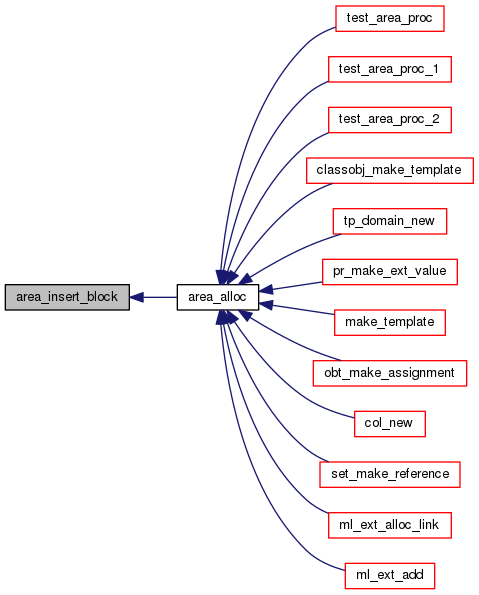 test_area_proc
test_area_proc_1
test_area_proc_2
classobj_make_template
tp_domain_new
pr_make_ext_value
area_insert_block
area_alloc
make_template
obt_make_assignment
col_new
set_make_reference
ml_ext_alloc_link
ml_ext_add